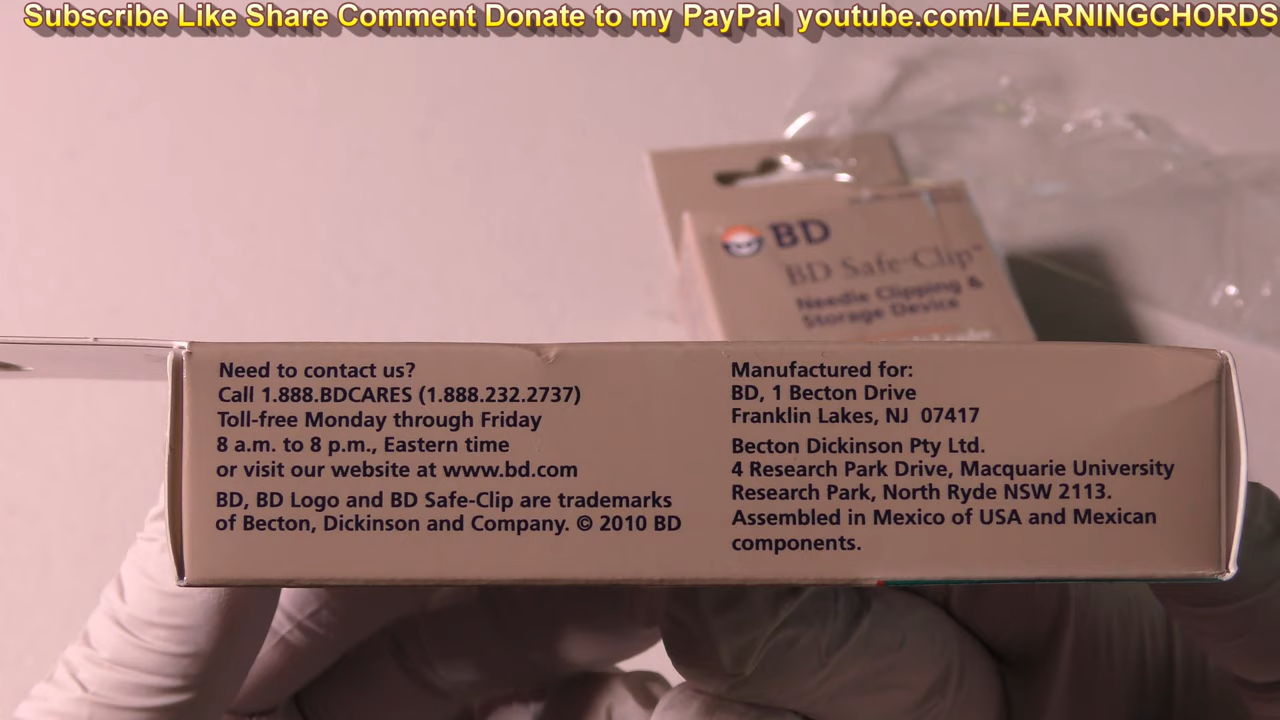 Subscribe Like Share Comment Donate to my PayPal youtube.com/LEARNINGCHORDS
BD
BD Safe-Clip™
Needle Clipping &
Storage Device
Need to contact us?
Call 1.888.BDCARES (1.888.232.2737)
Toll-free Monday through Friday
8 a.m. to 8 p.m., Eastern time
or visit our website at www.bd.com
BD, BD Logo and BD Safe-Clip are trademarks
of Becton, Dickinson and Company. © 2010 BD
Manufactured for:
BD, 1 Becton Drive
Franklin Lakes, NJ 07417
Becton Dickinson Pty Ltd.
4 Research Park Drive, Macquarie University
Research Park, North Ryde NSW 2113.
Assembled in Mexico of USA and Mexican
components.